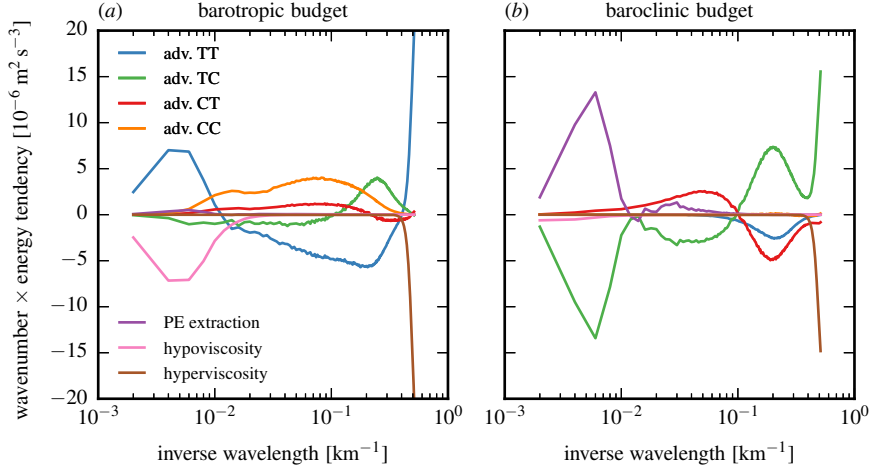 (a) barotropic budget
(b) baroclinic budget
wavenumber × energy tendency [10⁻⁶ m² s⁻³]
20
15
10
5
0
−5
−10
−15
−20
adv. TT
adv. TC
adv. CT
adv. CC
PE extraction
hypoviscosity
hyperviscosity
10⁻³ 10⁻² 10⁻¹ 10⁰
10⁻³ 10⁻² 10⁻¹ 10⁰
inverse wavelength [km⁻¹]
inverse wavelength [km⁻¹]